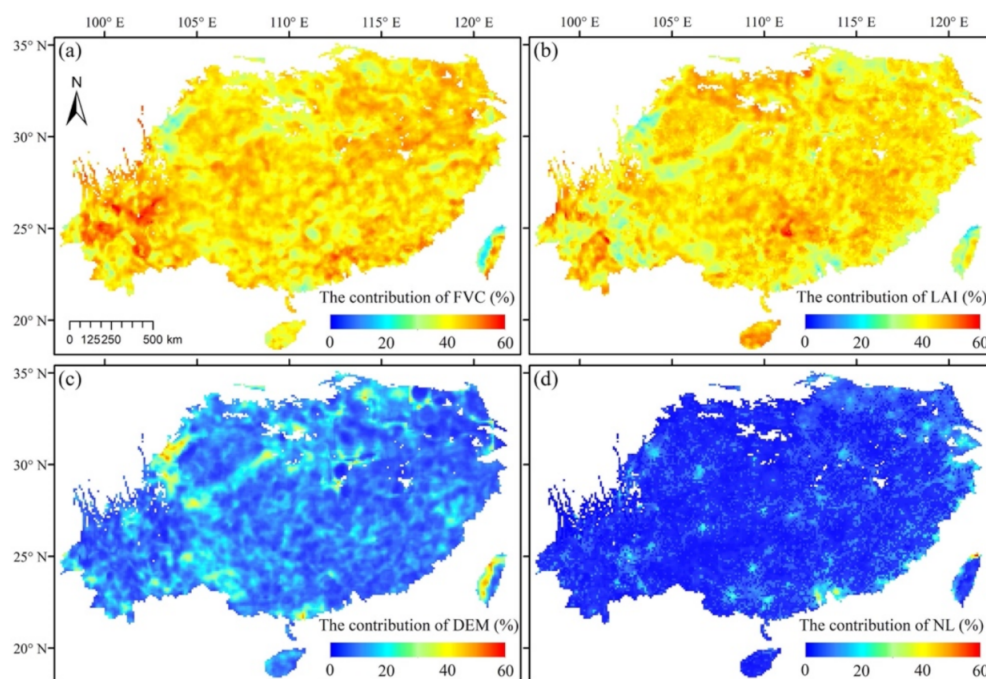 100° E 105° E 110° E 115° E 120° E
100° E 105° E 110° E 115° E 120° E
35° N
(a)
(b)
N
30° N
25° N
20° N
The contribution of FVC (%)
0 20 40 60
0 125 250 500 km
The contribution of LAI (%)
0 20 40 60
35° N
(c)
(d)
30° N
25° N
20° N
The contribution of DEM (%)
0 20 40 60
The contribution of NL (%)
0 20 40 60